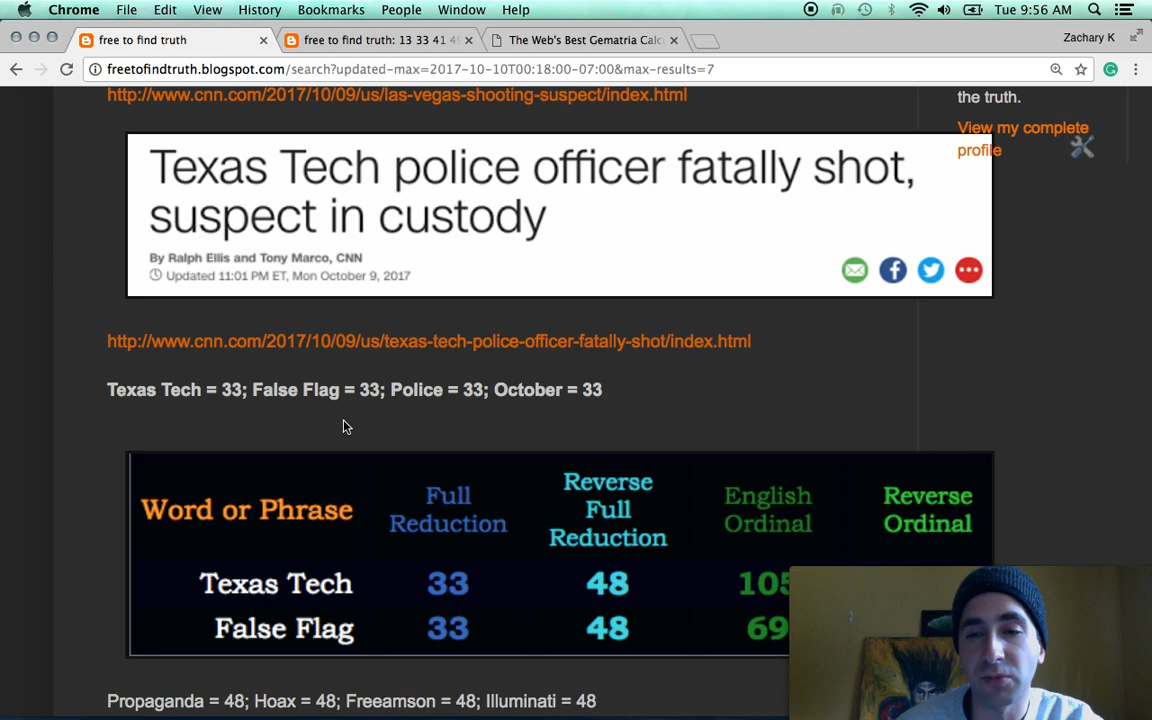 Chrome File Edit View History Bookmarks People Window Help Tue 9:56 AM
free to find truth
free to find truth: 13 33 41 4
The Web's Best Gematria Calc
Zachary K
freetofindtruth.blogspot.com/search?updated-max=2017-10-10T00:18:00-07:00&max-results=7
http://www.cnn.com/2017/10/09/us/las-vegas-shooting-suspect/index.html
the truth.
View my complete
profile
Texas Tech police officer fatally shot,
suspect in custody
By Ralph Ellis and Tony Marco, CNN
Updated 11:01 PM ET, Mon October 9, 2017
http://www.cnn.com/2017/10/09/us/texas-tech-police-officer-fatally-shot/index.html
Texas Tech = 33; False Flag = 33; Police = 33; October = 33
Word or Phrase
Full
Reduction
Reverse
Full
Reduction
English
Ordinal
Reverse
Ordinal
Texas Tech 33 48 105
False Flag 33 48 69
Propaganda = 48; Hoax = 48; Freeamson = 48; Illuminati = 48